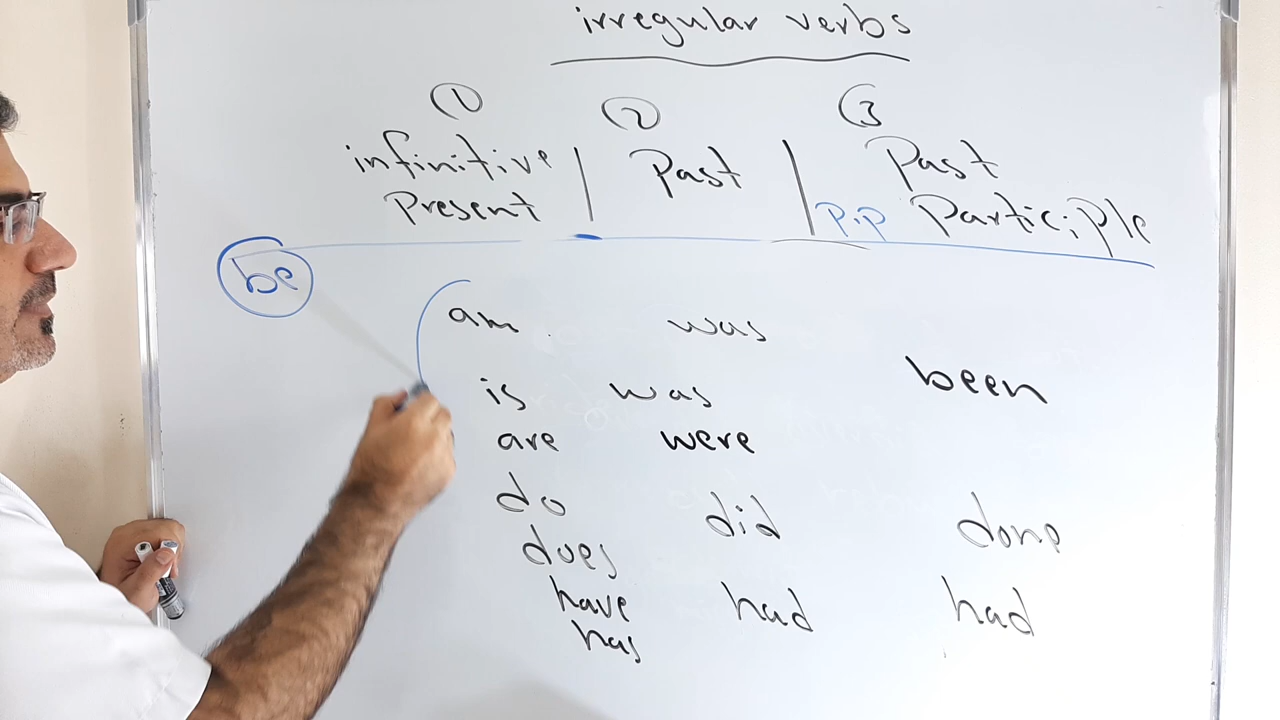 irregular verbs
① ② ③
infinitive | Past | Past
Present P.P Participle
be
am was
been
is was
are were
do did done
does
have had had
has